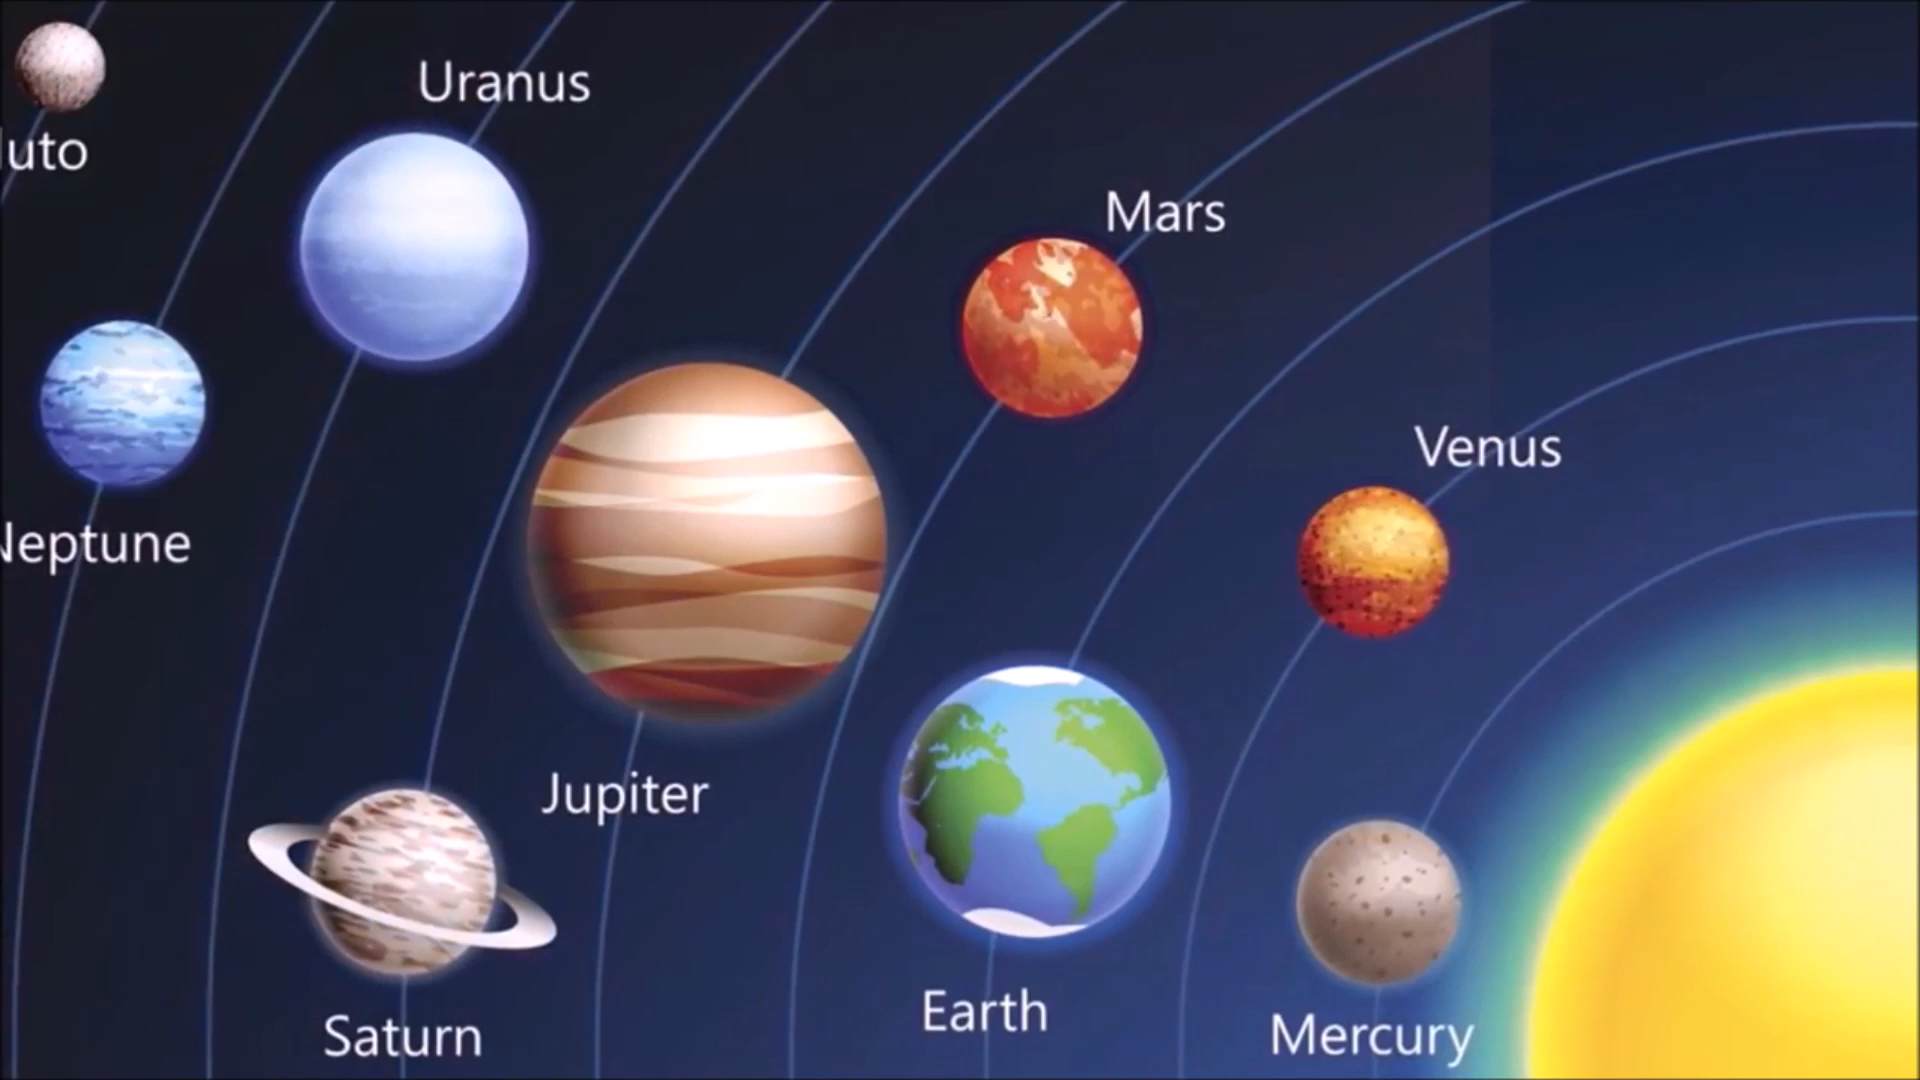 Uranus
luto
Mars
Venus
Neptune
Jupiter
Earth
Saturn
Mercury